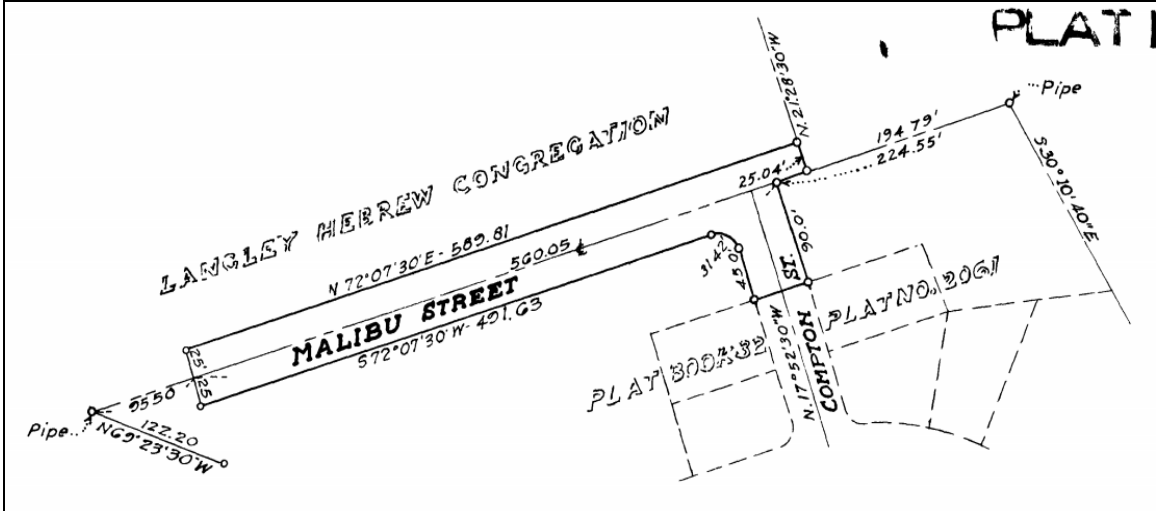 PLAT
Pipe
N. 21°28'30"W
194.79'
224.55'
S 30°10'40"E
LANGLEY HEBREW CONGREGATION
25.04'
N 72°07'30"E - 589.81
560.05
90.0'
31.42
45.0
ST.
MALIBU STREET
S72°07'30"W - 491.63
PLAT NO. 2061
25'
25
PLAT BOOK 32
N.17°52'30"W
COMPTON
95.50
Pipe..
122.20
N69°23'30"W